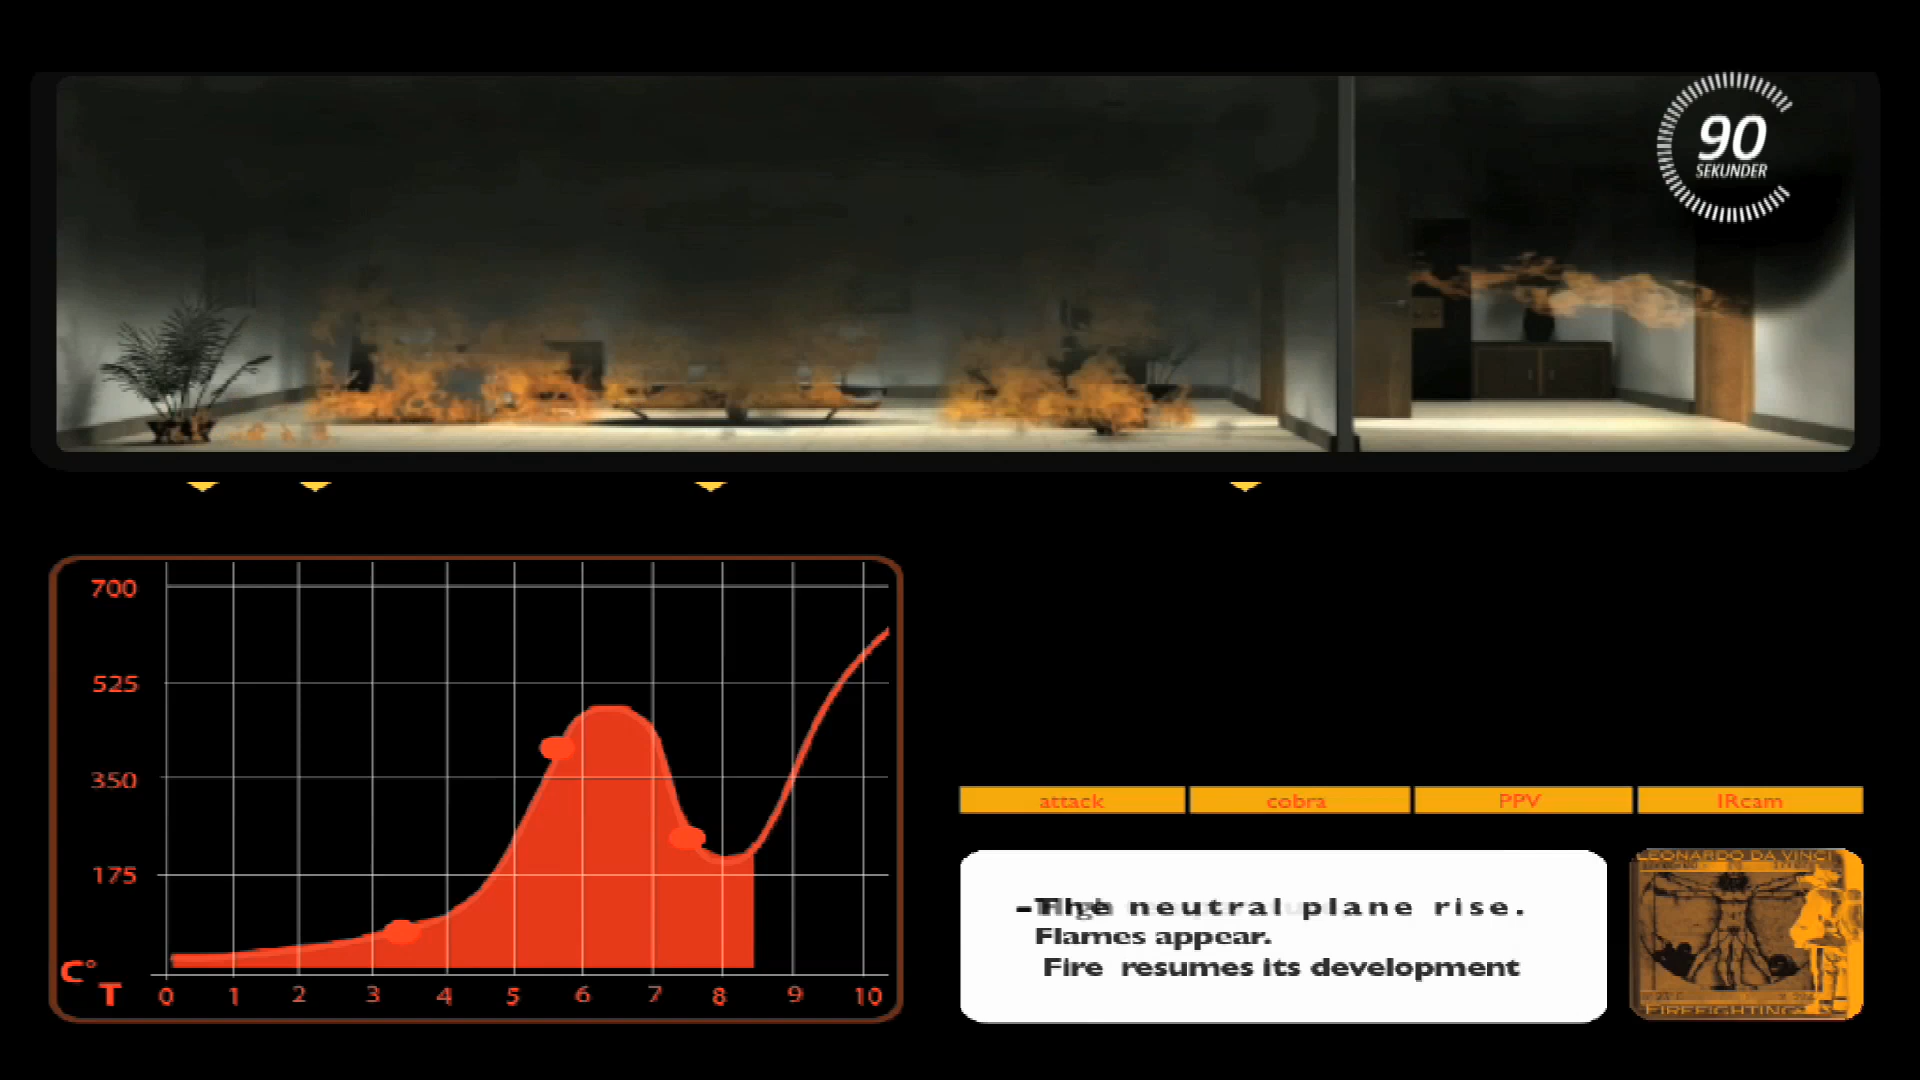 90
SEKUNDER
700
525
350
175
C°
T
0 1 2 3 4 5 6 7 8 9 10
attack cobra PPV IRcam
-The neutral plane rise.
Flames appear.
Fire resumes its development
LEONARDO DA VINCI
FIREFIGHTING